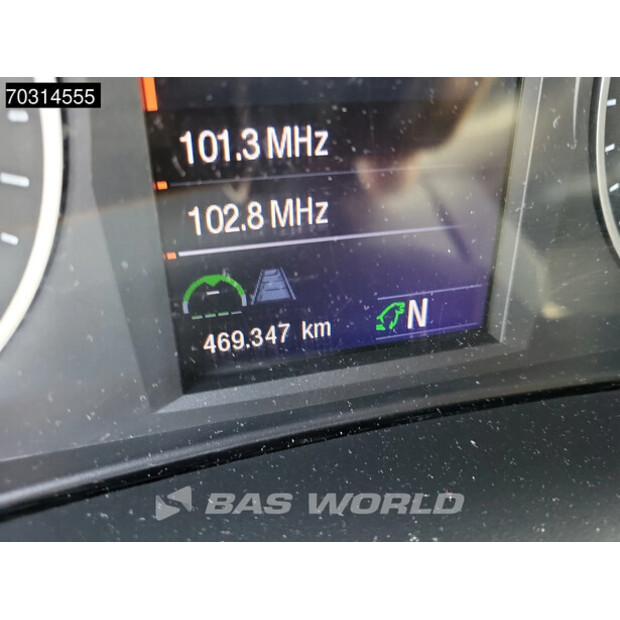 70314555
101.3 MHz
102.8 MHz
469.347 km
N
BAS WORLD